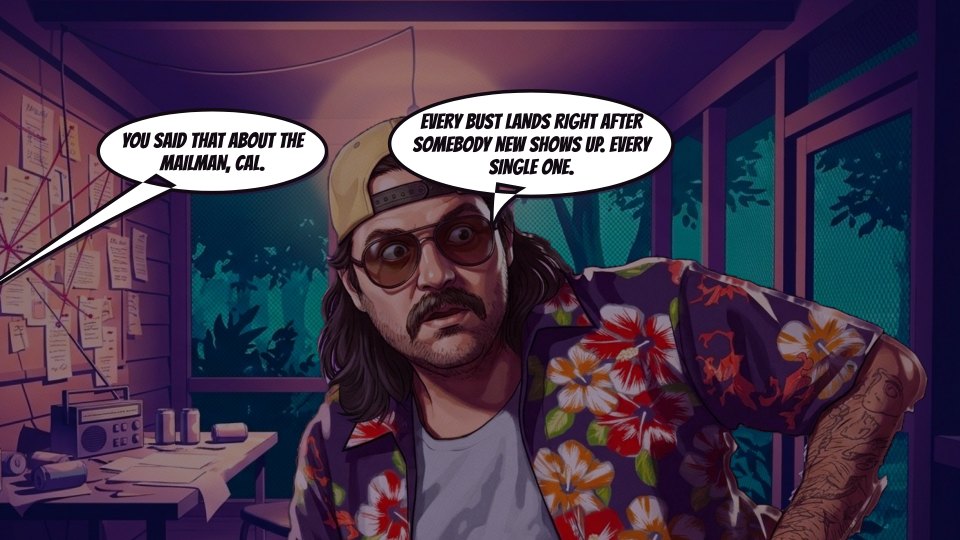 YOU SAID THAT ABOUT THE
MAILMAN, CAL.
EVERY BUST LANDS RIGHT AFTER
SOMEBODY NEW SHOWS UP. EVERY
SINGLE ONE.